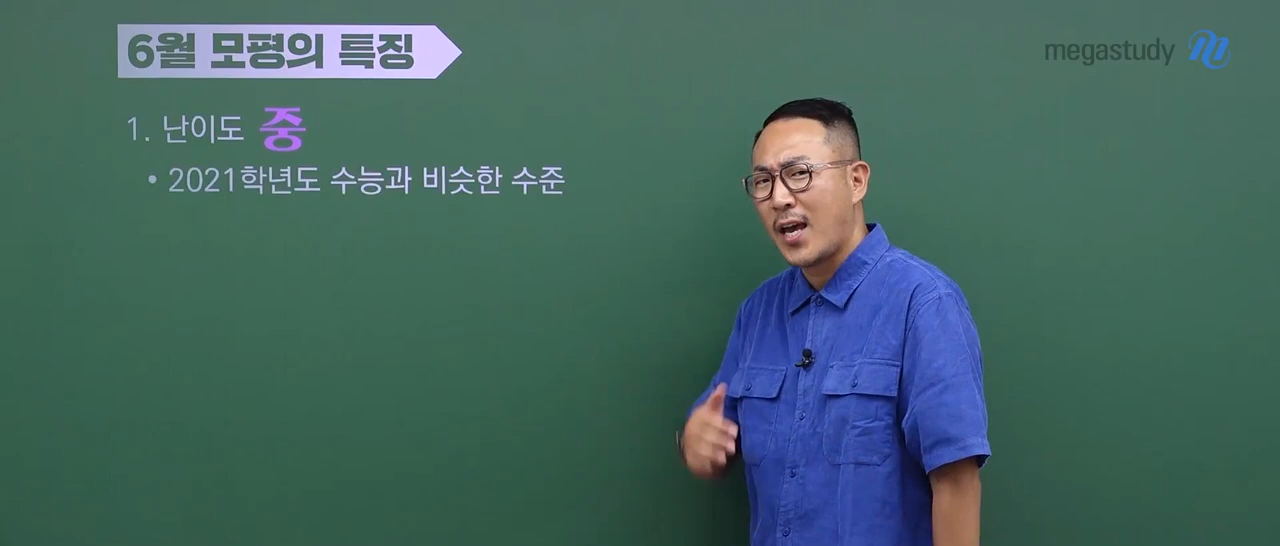 6월 모평의 특징
megastudy
1. 난이도 중
• 2021학년도 수능과 비슷한 수준